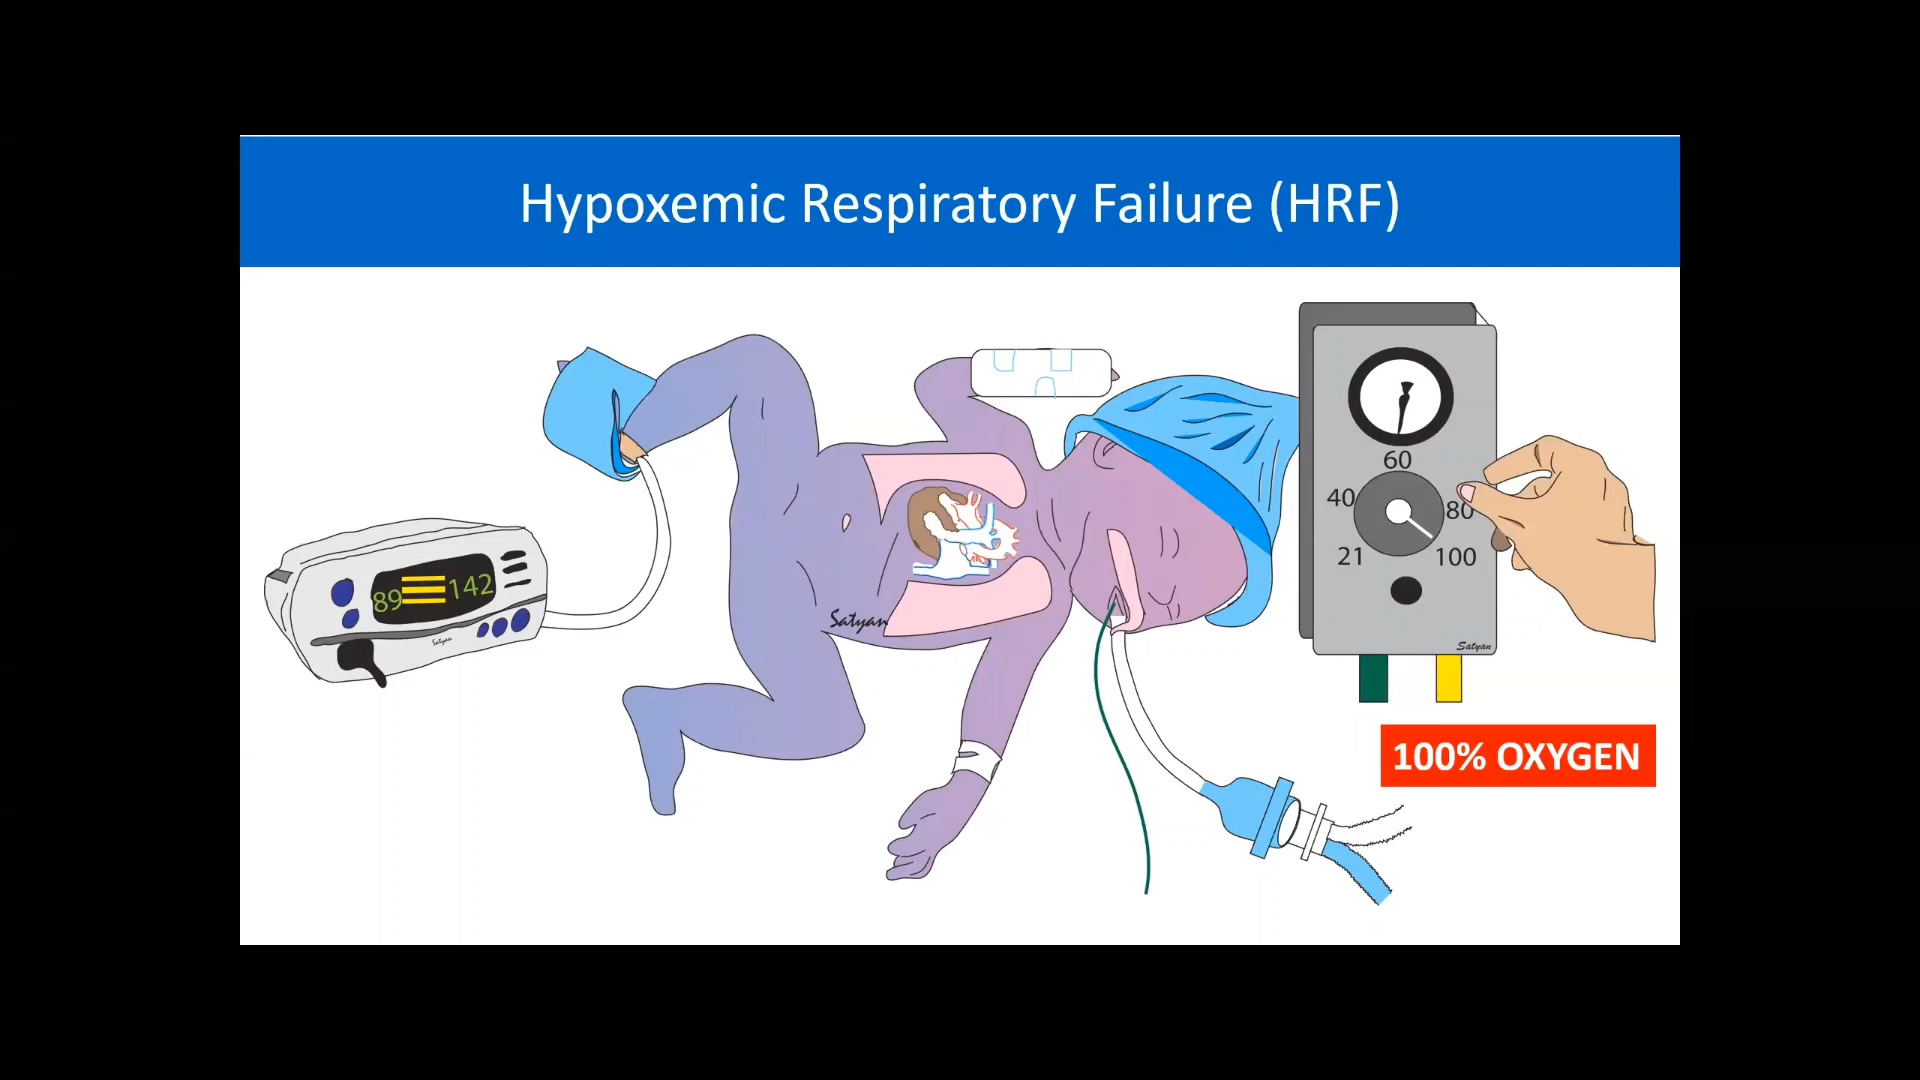 Hypoxemic Respiratory Failure (HRF)
60
40
80
21
100
89
142
Satyan
Satyan
Satyan
100% OXYGEN